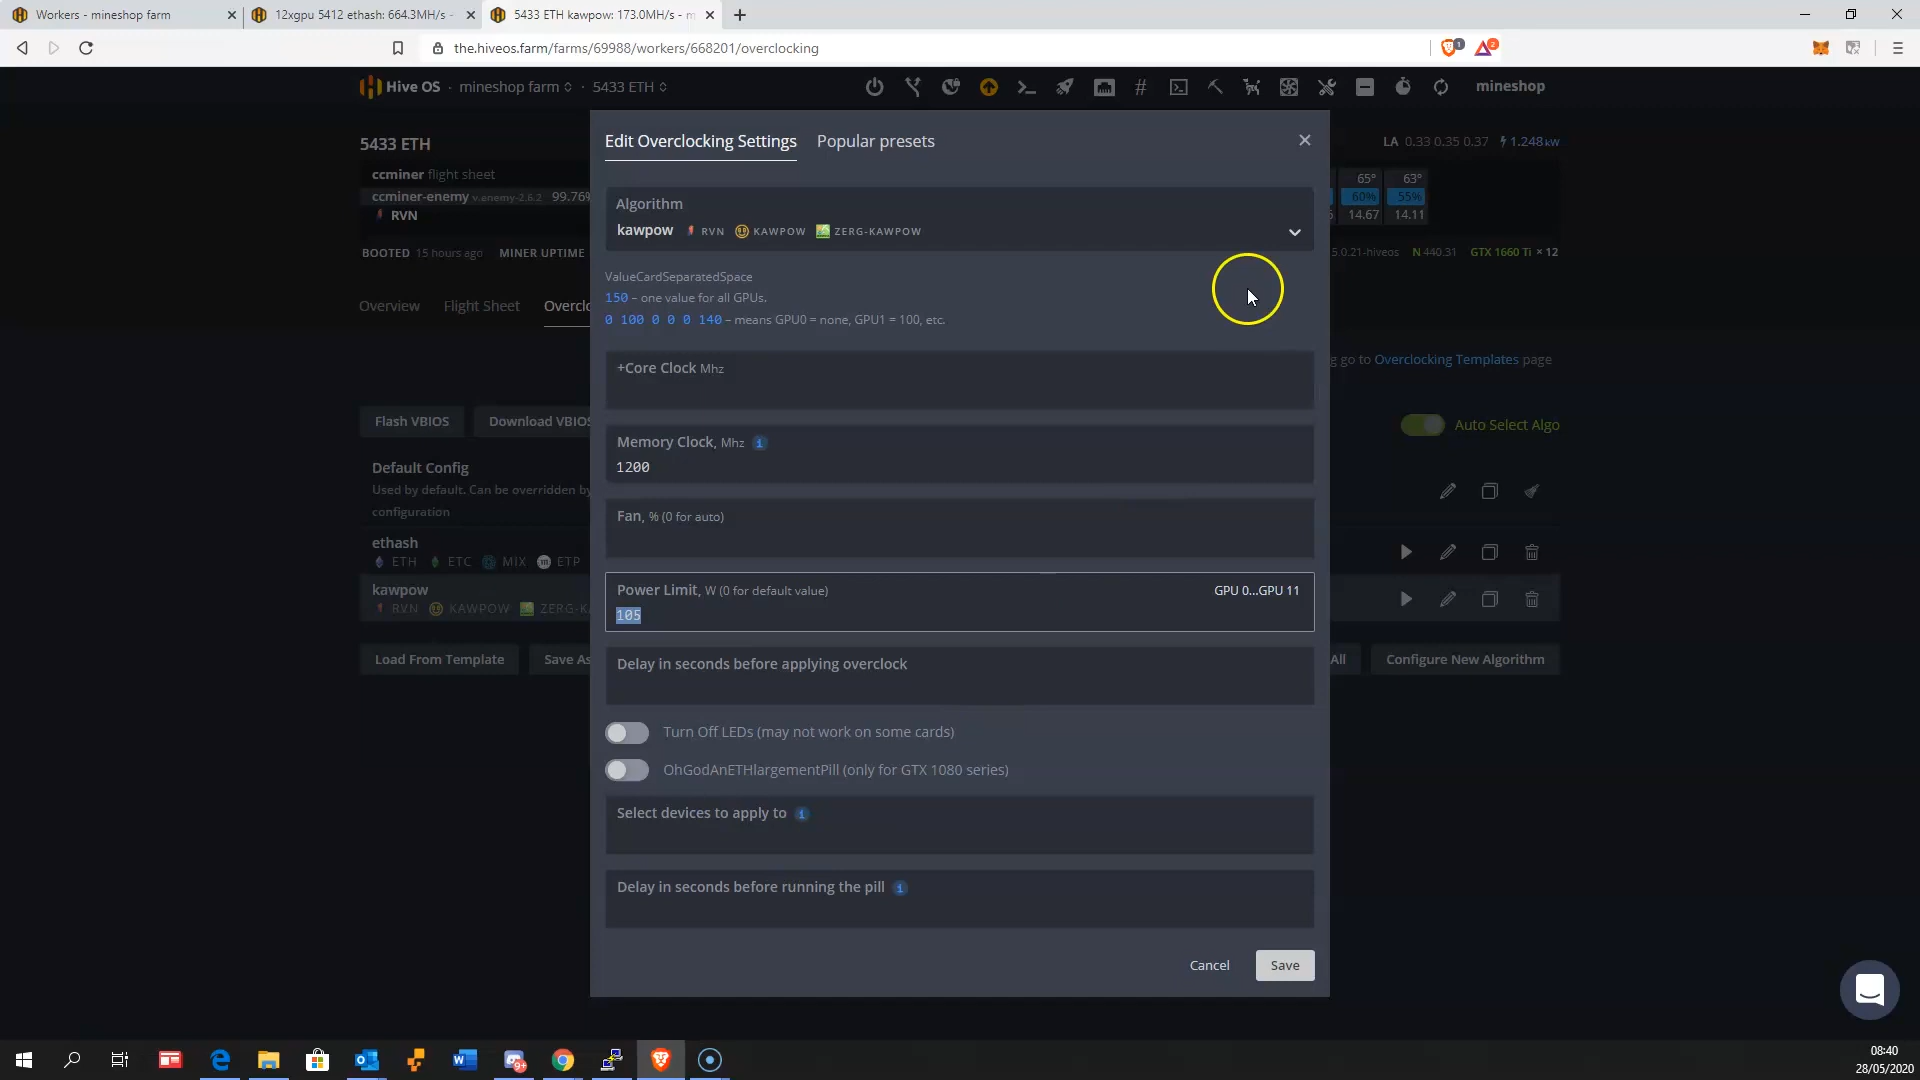 Workers - mineshop farm
12xgpu 5412 ethash: 664.3MH/s -
5433 ETH kawpow: 173.0MH/s - m
the.hiveos.farm/farms/69988/workers/668201/overclocking
1
2
Hive OS · mineshop farm · 5433 ETH
mineshop
5433 ETH
LA 0.33 0.35 0.37 1.248 kW
ccminer flight sheet
ccminer-enemy v.enemy-2.6.2 99.76%
RVN
65° 63°
60% 55%
14.67 14.11
BOOTED 15 hours ago MINER UPTIME
0.21-hiveos N 440.31 GTX 1660 Ti × 12
Overview Flight Sheet Overclo
Edit Overclocking Settings Popular presets
Algorithm
kawpow RVN KAWPOW ZERG-KAWPOW
ValueCardSeparatedSpace
150 – one value for all GPUs.
0 100 0 0 0 140 – means GPU0 = none, GPU1 = 100, etc.
+Core Clock Mhz
Memory Clock, Mhz i
1200
Fan, % (0 for auto)
Power Limit, W (0 for default value) GPU 0...GPU 11
105
Delay in seconds before applying overclock
Turn Off LEDs (may not work on some cards)
OhGodAnETHlargementPill (only for GTX 1080 series)
Select devices to apply to i
Delay in seconds before running the pill i
Cancel Save
g go to Overclocking Templates page
Flash VBIOS Download VBIOS
Auto Select Algo
Default Config
Used by default. Can be overridden by
configuration
ethash
ETH ETC MIX ETP
kawpow
RVN KAWPOW ZERG-K
Load From Template Save As
All Configure New Algorithm
9+
08:40
28/05/2020